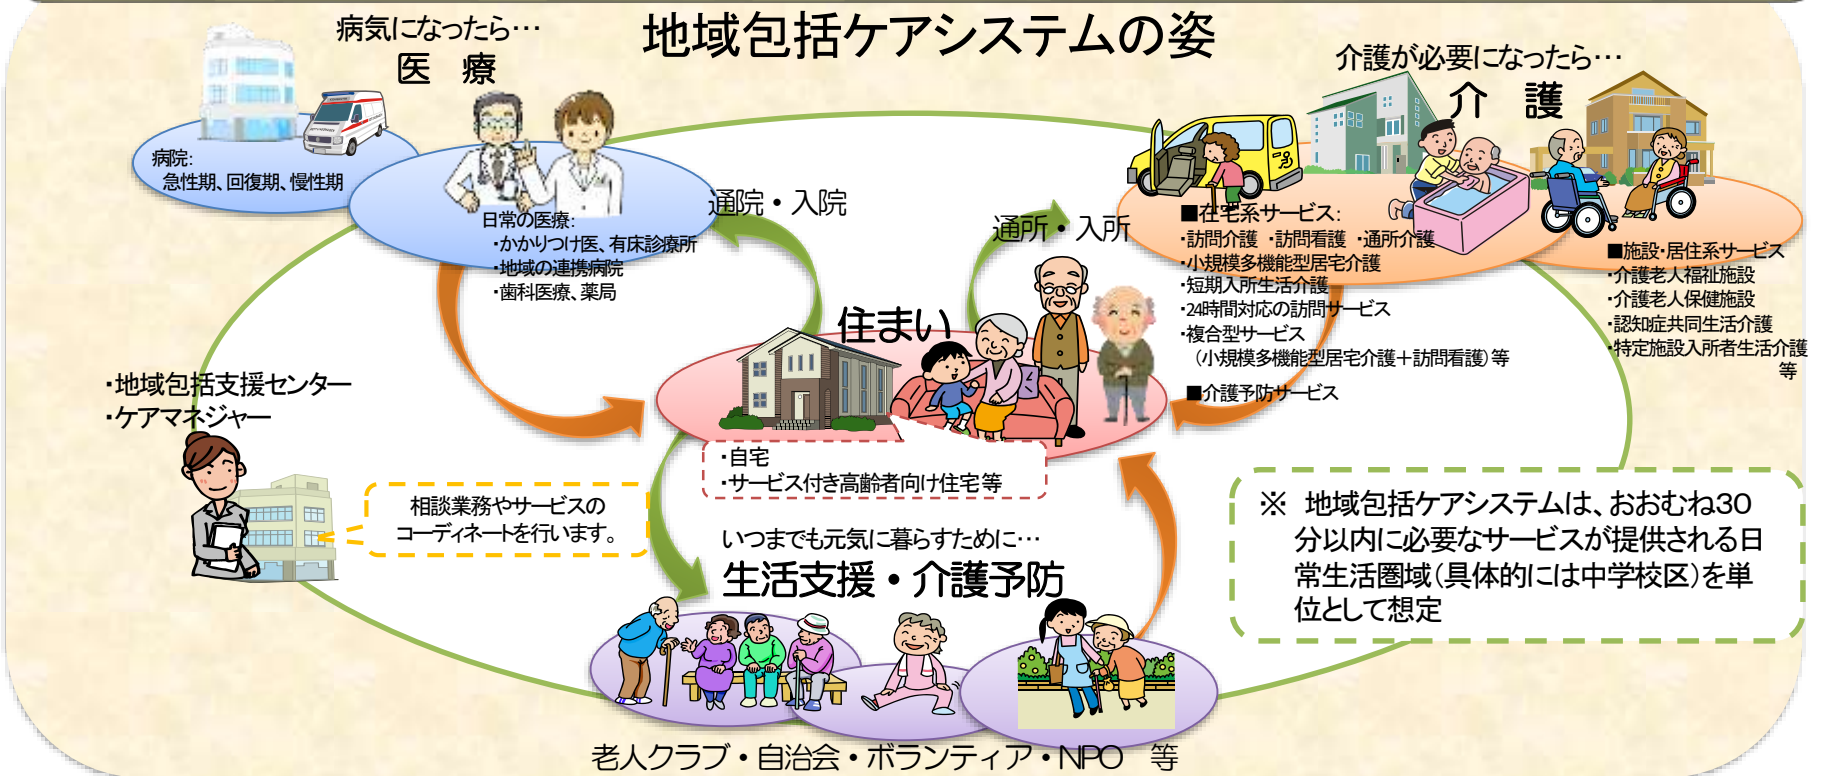 地域包括ケアシステムの姿
病気になったら…
医　療
病院：
急性期、回復期、慢性期
日常の医療：
・かかりつけ医、有床診療所
・地域の連携病院
・歯科医療、薬局
通院・入院
通所・入所
介護が必要になったら…
介　護
■在宅系サービス：
・訪問介護　・訪問看護　・通所介護
・小規模多機能型居宅介護
・短期入所生活介護
・24時間対応の訪問サービス
・複合型サービス
（小規模多機能型居宅介護＋訪問看護）等
■介護予防サービス
■施設・居住系サービス
・介護老人福祉施設
・介護老人保健施設
・認知症共同生活介護
・特定施設入所者生活介護
等
住まい
・自宅
・サービス付き高齢者向け住宅等
・地域包括支援センター
・ケアマネジャー
相談業務やサービスの
コーディネートを行います。
いつまでも元気に暮らすために…
生活支援・介護予防
老人クラブ・自治会・ボランティア・NPO　等
※　地域包括ケアシステムは、おおむね30
分以内に必要なサービスが提供される日
常生活圏域（具体的には中学校区）を単
位として想定